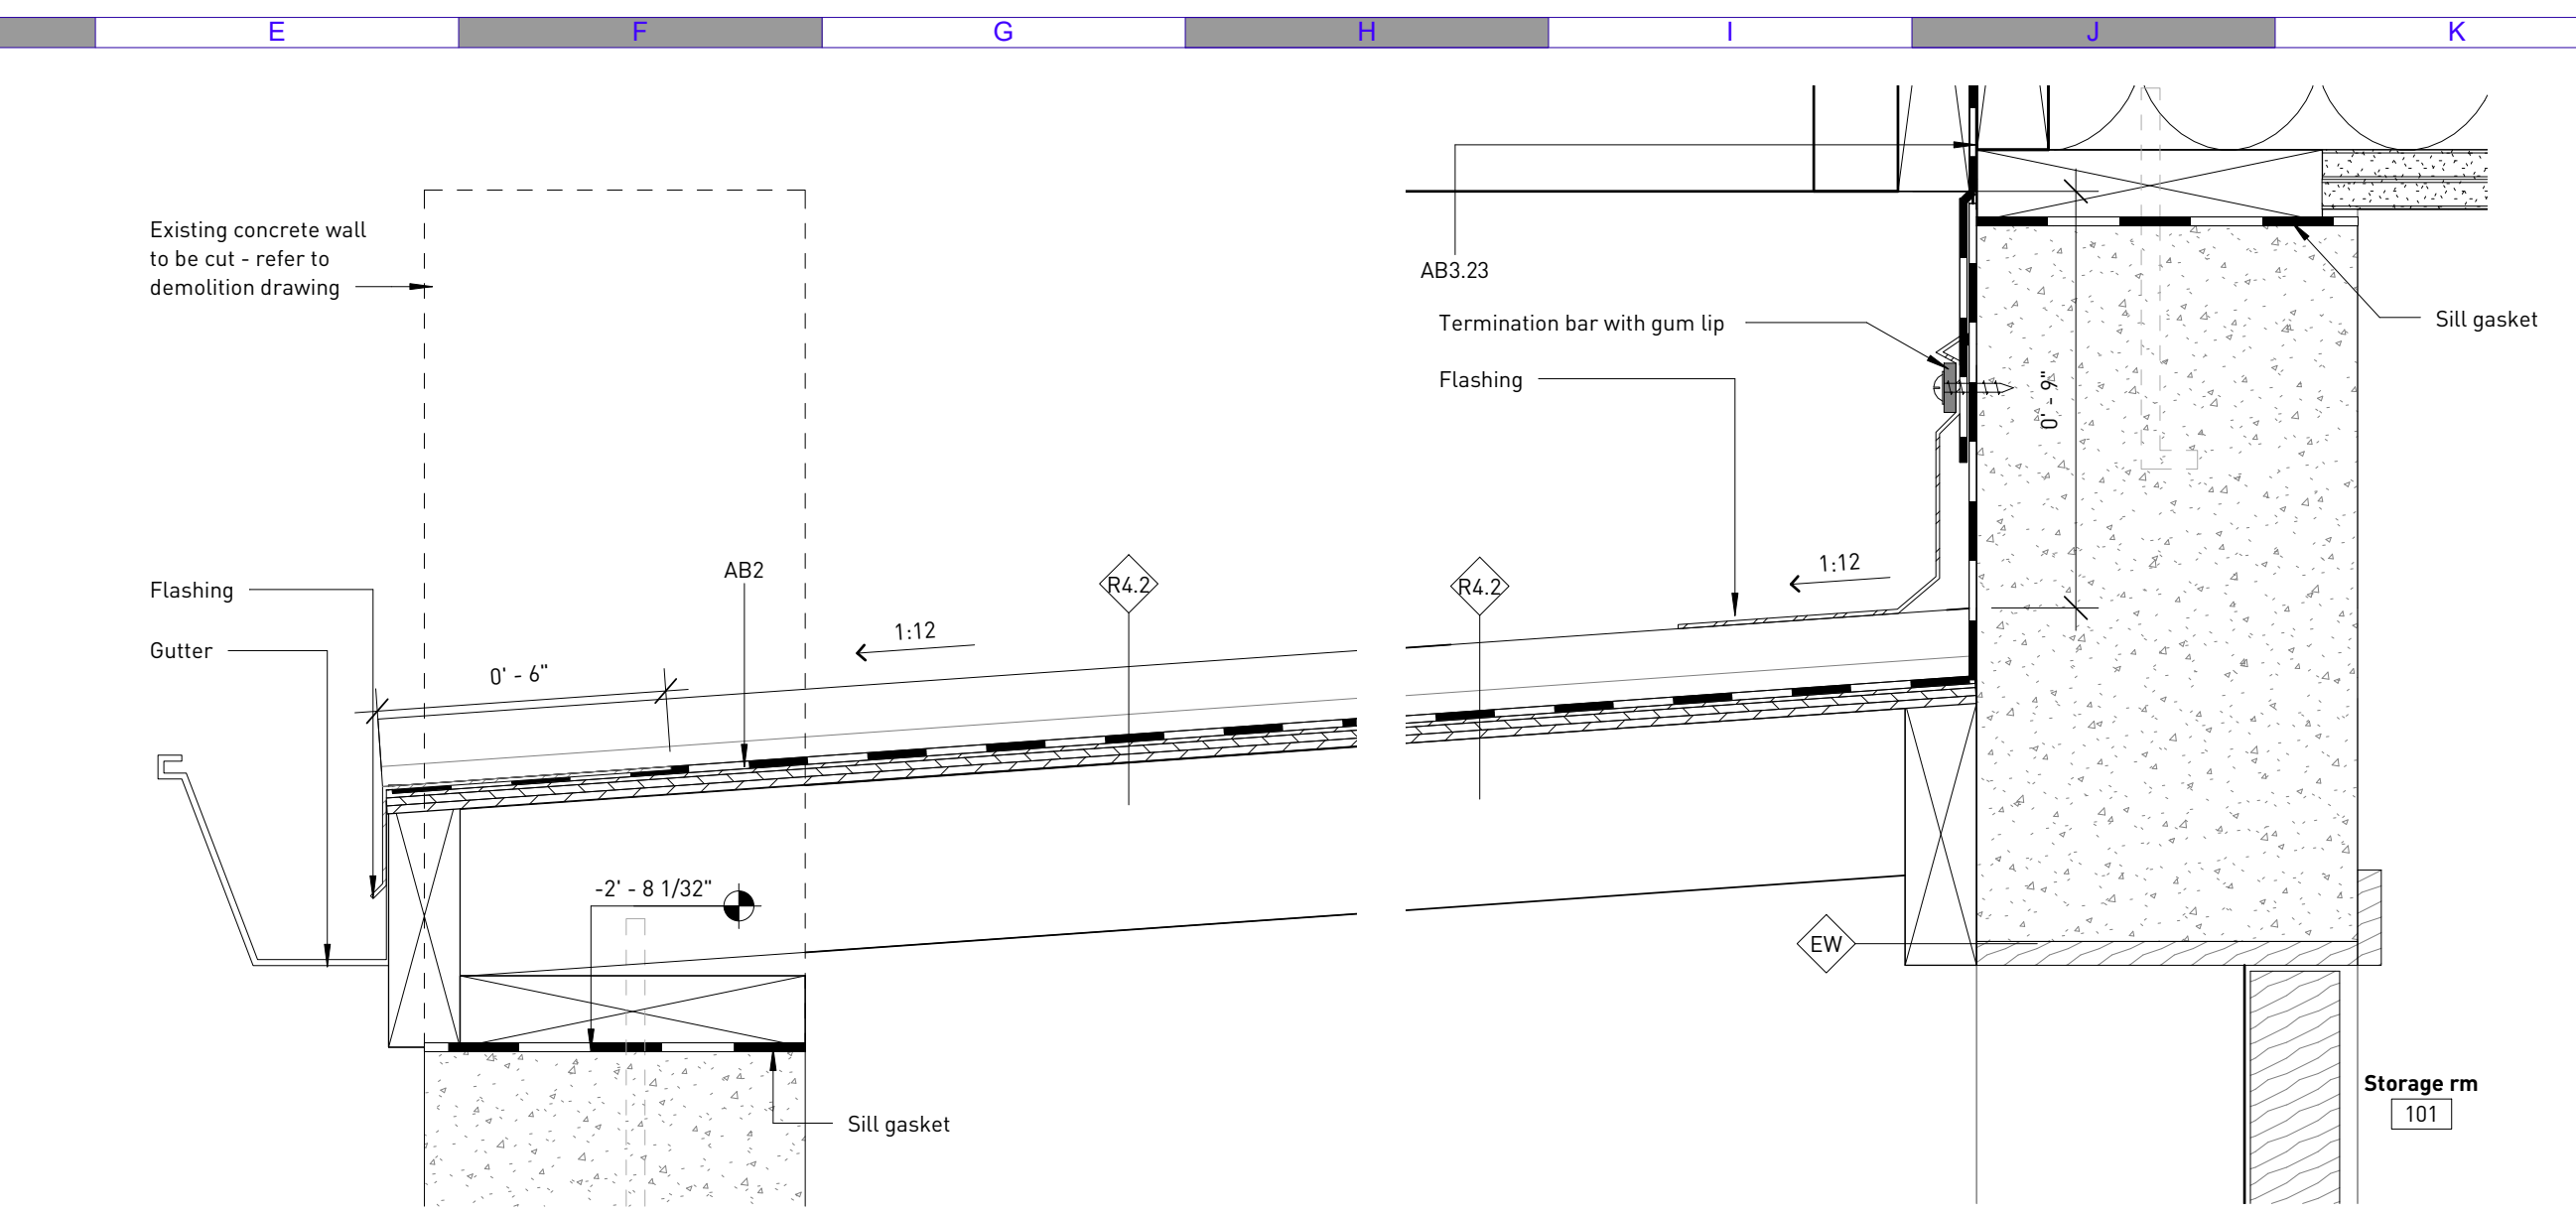 E F G H I J K
Existing concrete wall
to be cut - refer to
demolition drawing
AB3.23
Termination bar with gum lip
Flashing
Sill gasket
0' - 9"
Flashing
Gutter
AB2
R4.2
R4.2
1:12
1:12
0' - 6"
-2' - 8 1/32"
EW
Sill gasket
Storage rm
101